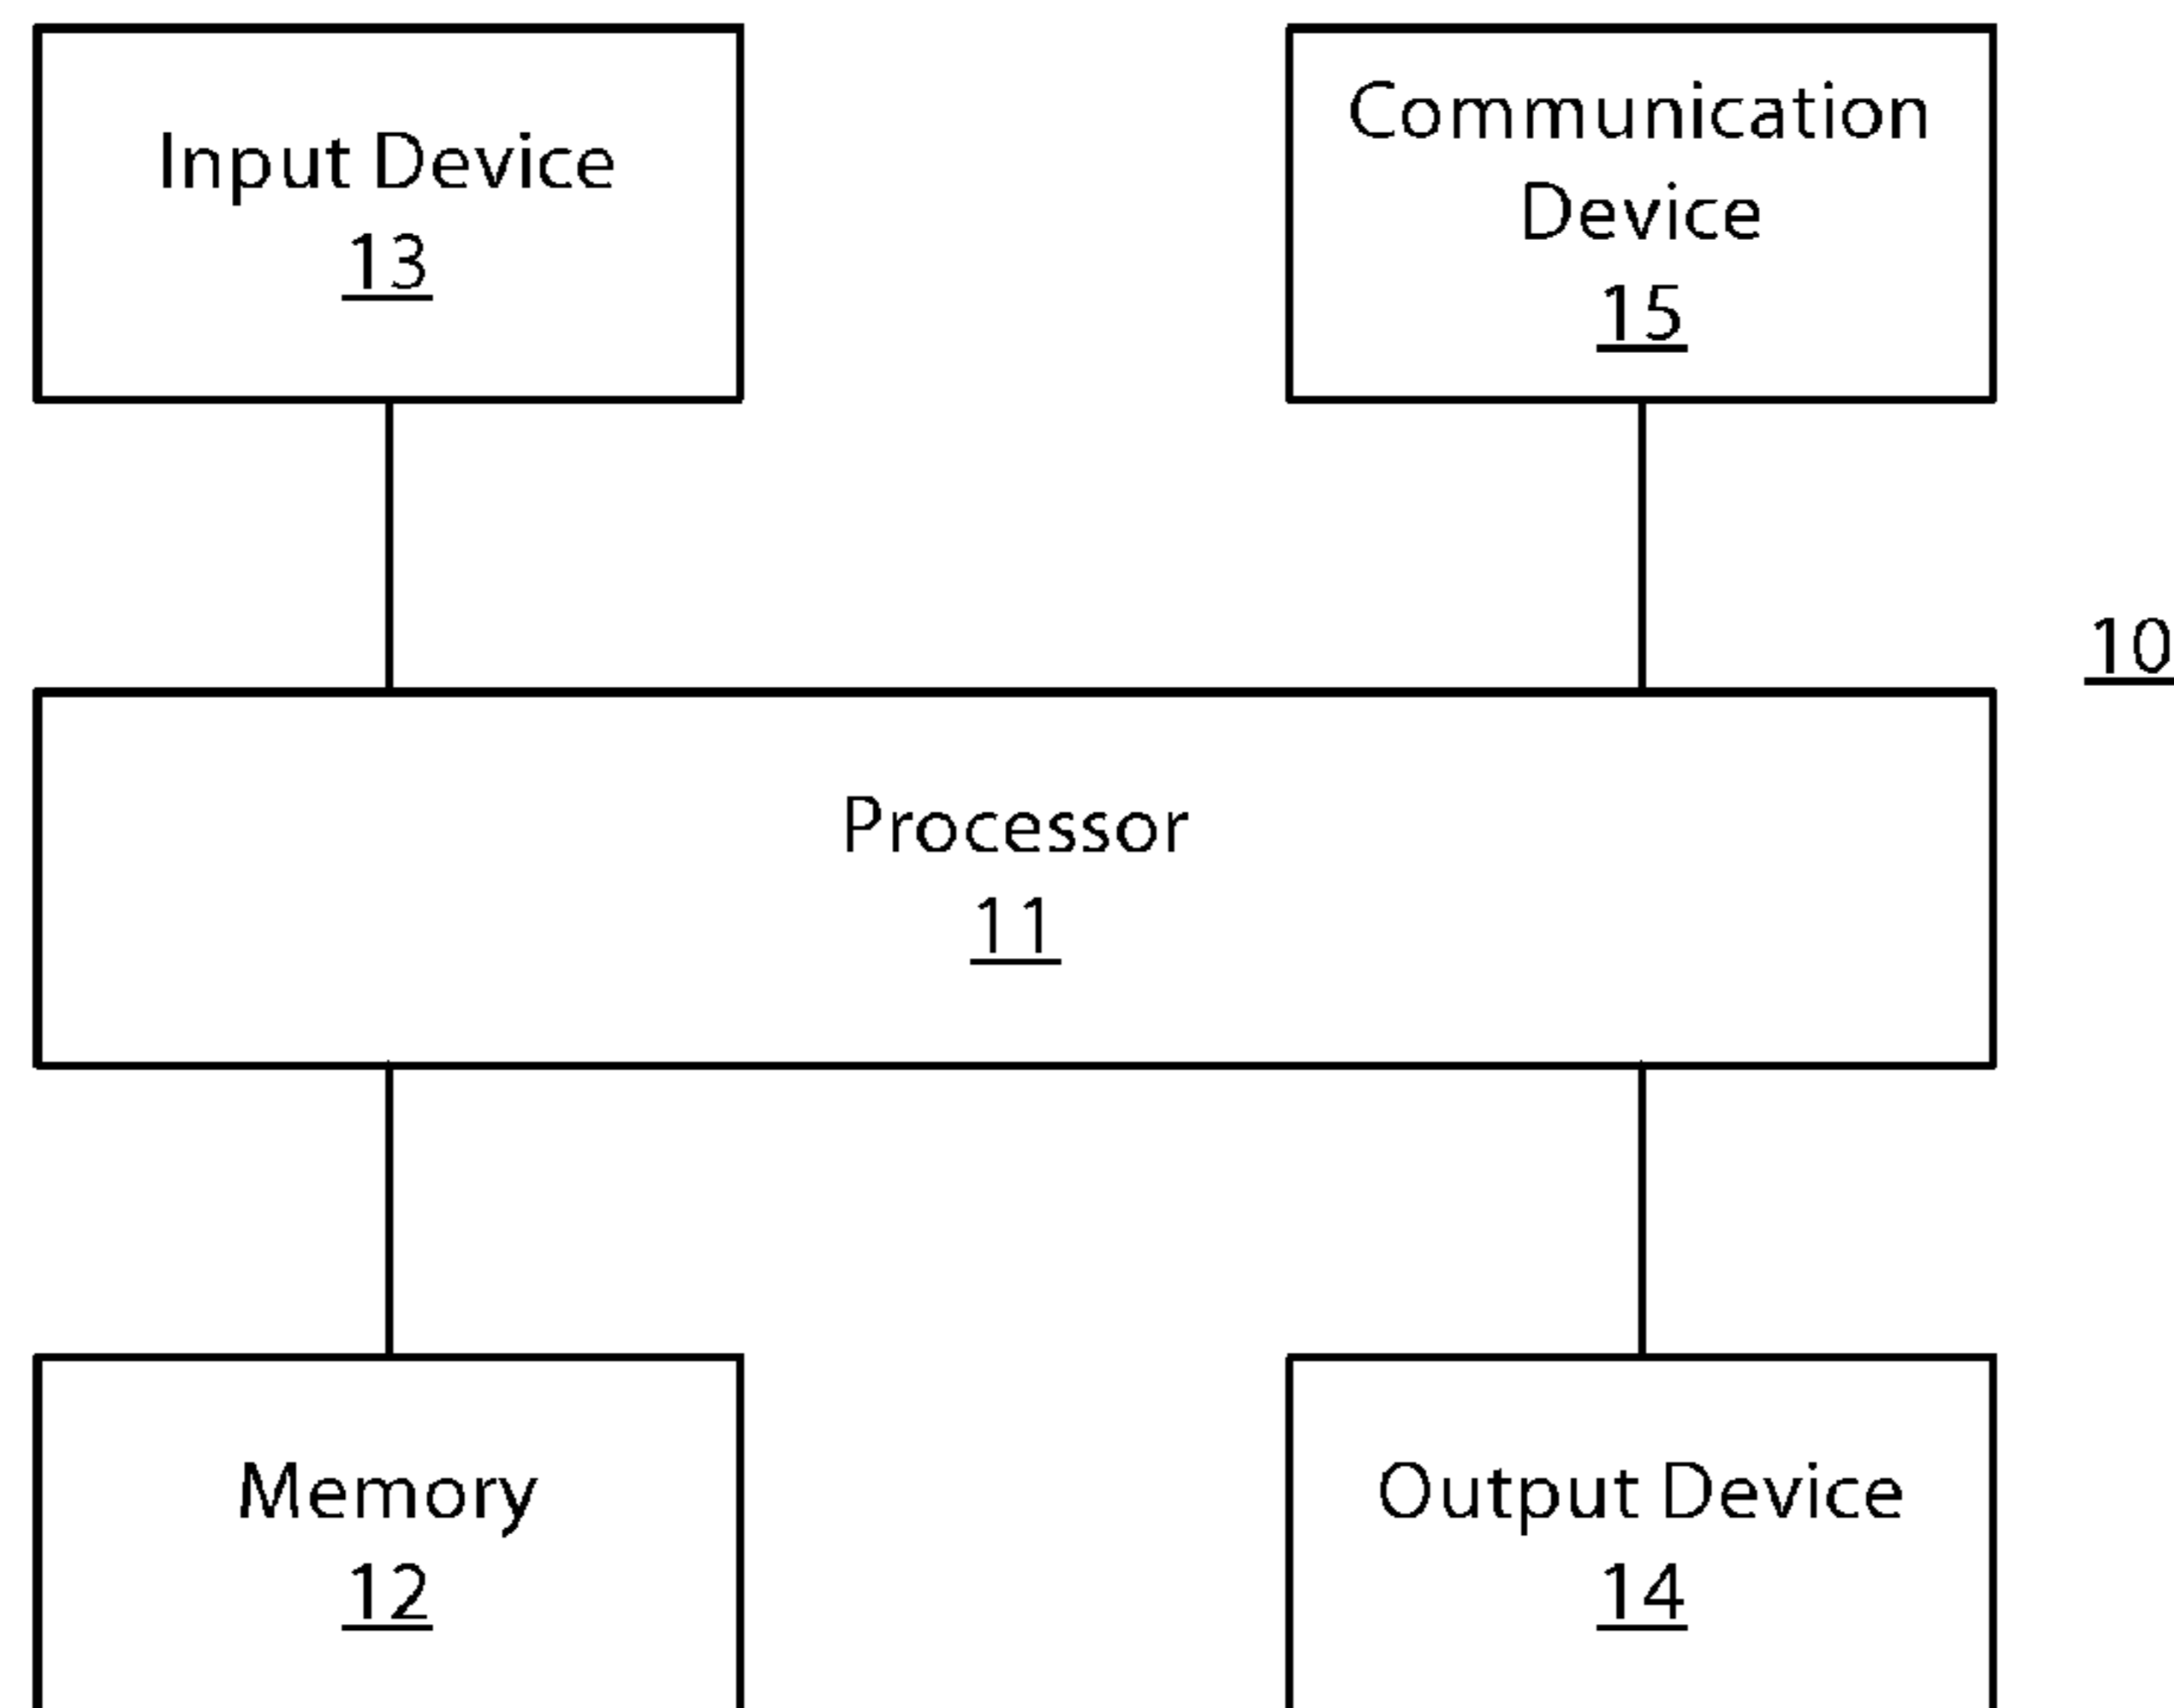 Input Device
13
Communication
Device
15
10
Processor
11
Memory
12
Output Device
14